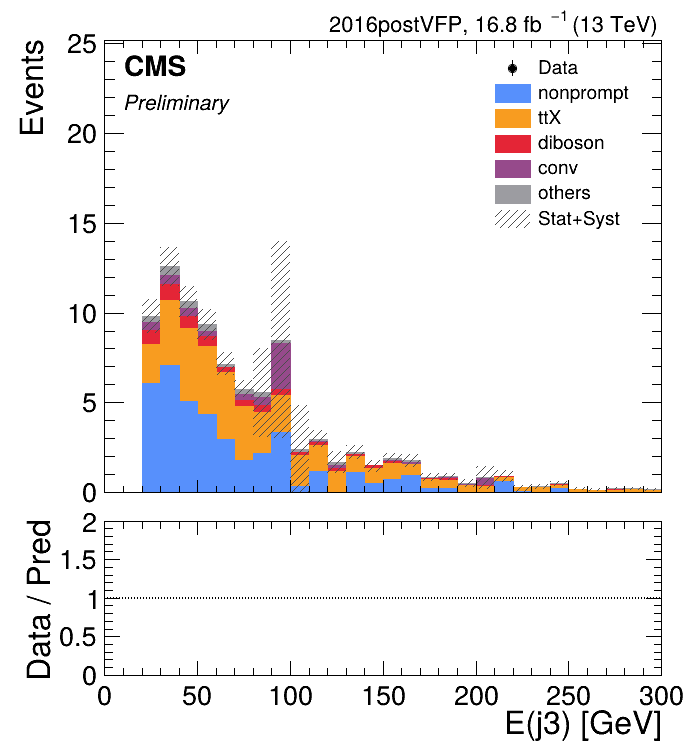 2016postVFP, 16.8 fb⁻¹ (13 TeV)
CMS
Preliminary
Data
nonprompt
ttX
diboson
conv
others
Stat+Syst
Events
25
20
15
10
5
0
Data / Pred
2
1.5
1
0.5
0
0 50 100 150 200 250 300
E(j3) [GeV]